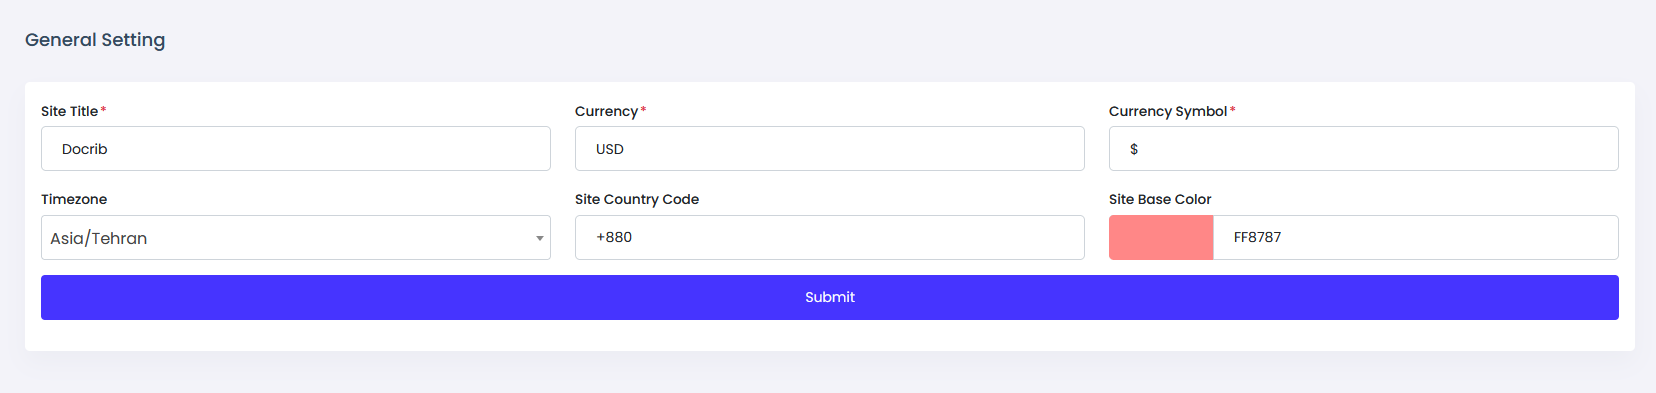 General Setting
Site Title*
Currency*
Currency Symbol*
Docrib
USD
$
Timezone
Site Country Code
Site Base Color
Asia/Tehran
+880
FF8787
Submit